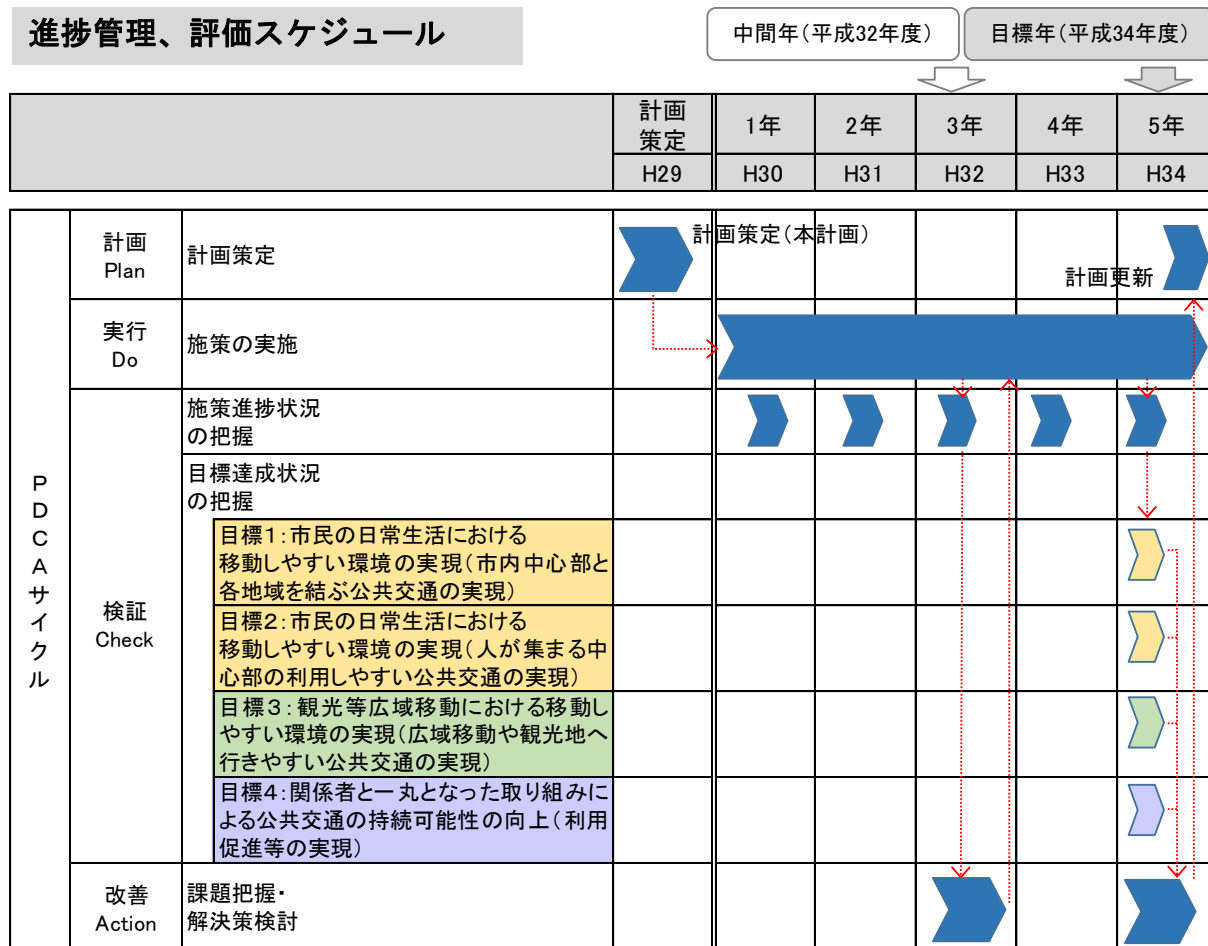 進捗管理、評価スケジュール
中間年(平成32年度)
目標年(平成34年度)
計画
策定
1年
2年
3年
4年
5年
H29
H30
H31
H32
H33
H34
PDCAサイクル
計画
Plan
計画策定
計画策定(本計画)
計画更新
実行
Do
施策の実施
検証
Check
施策進捗状況
の把握
目標達成状況
の把握
目標1:市民の日常生活における
移動しやすい環境の実現(市内中心部と
各地域を結ぶ公共交通の実現)
目標2:市民の日常生活における
移動しやすい環境の実現(人が集まる中
心部の利用しやすい公共交通の実現)
目標3:観光等広域移動における移動し
やすい環境の実現(広域移動や観光地へ
行きやすい公共交通の実現)
目標4:関係者と一丸となった取り組みに
よる公共交通の持続可能性の向上(利用
促進等の実現)
改善
Action
課題把握・
解決策検討